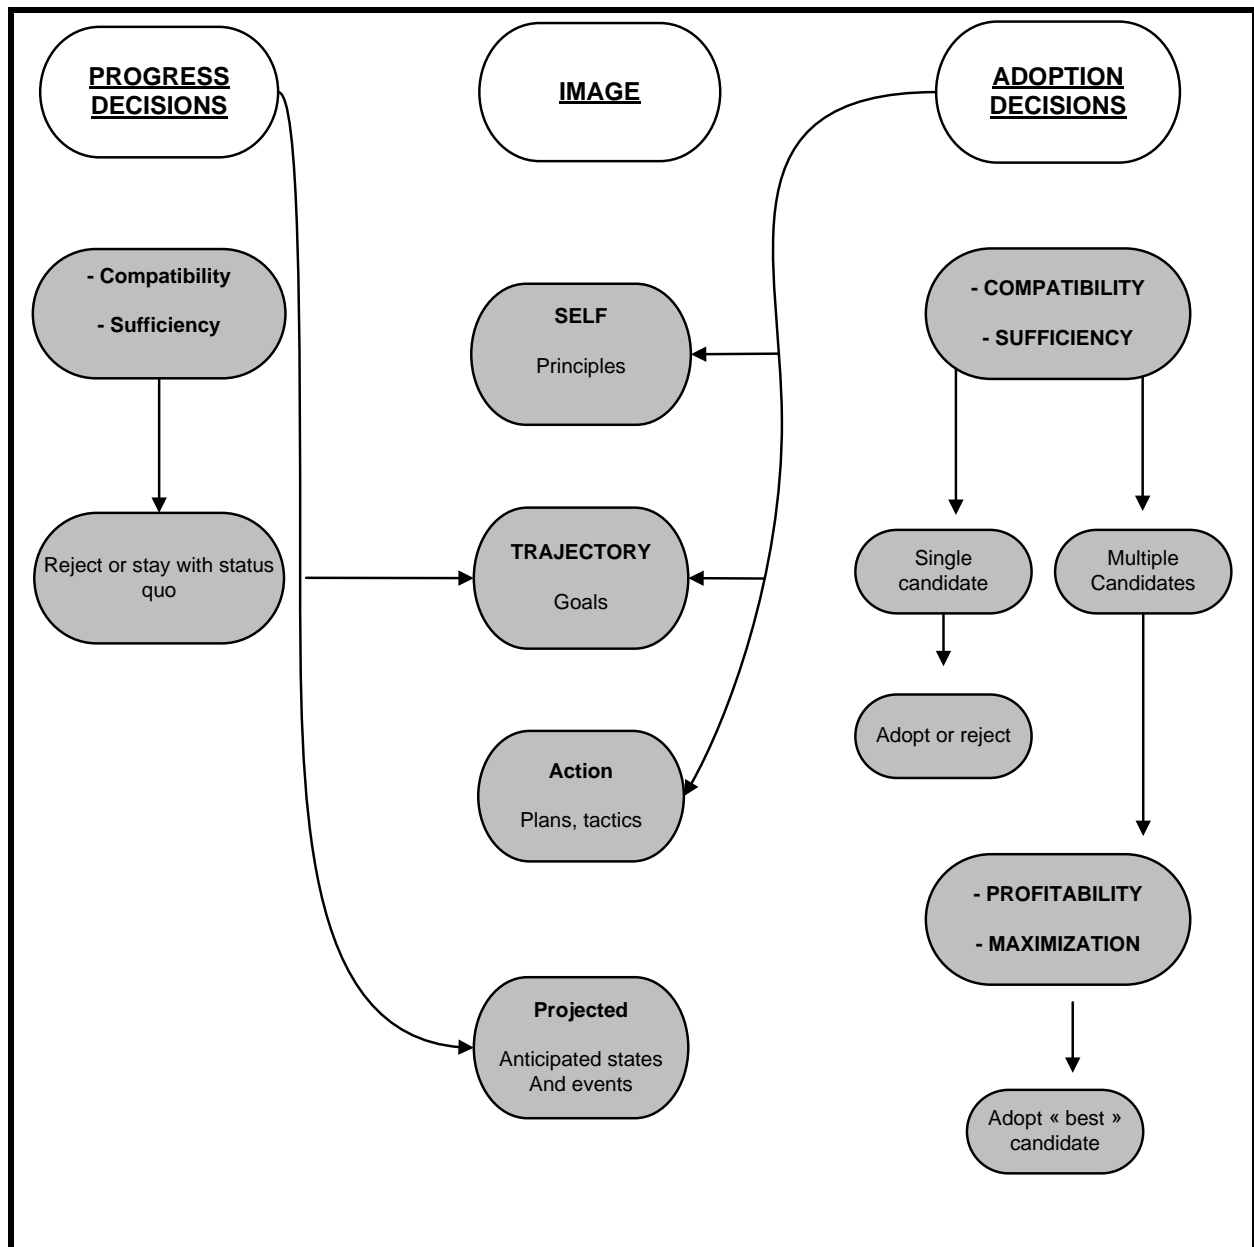 PROGRESS
DECISIONS
IMAGE
ADOPTION
DECISIONS
- Compatibility
- Sufficiency
SELF
Principles
- COMPATIBILITY
- SUFFICIENCY
Reject or stay with status
quo
TRAJECTORY
Goals
Single
candidate
Multiple
Candidates
Action
Plans, tactics
Adopt or reject
- PROFITABILITY
- MAXIMIZATION
Projected
Anticipated states
And events
Adopt « best »
candidate